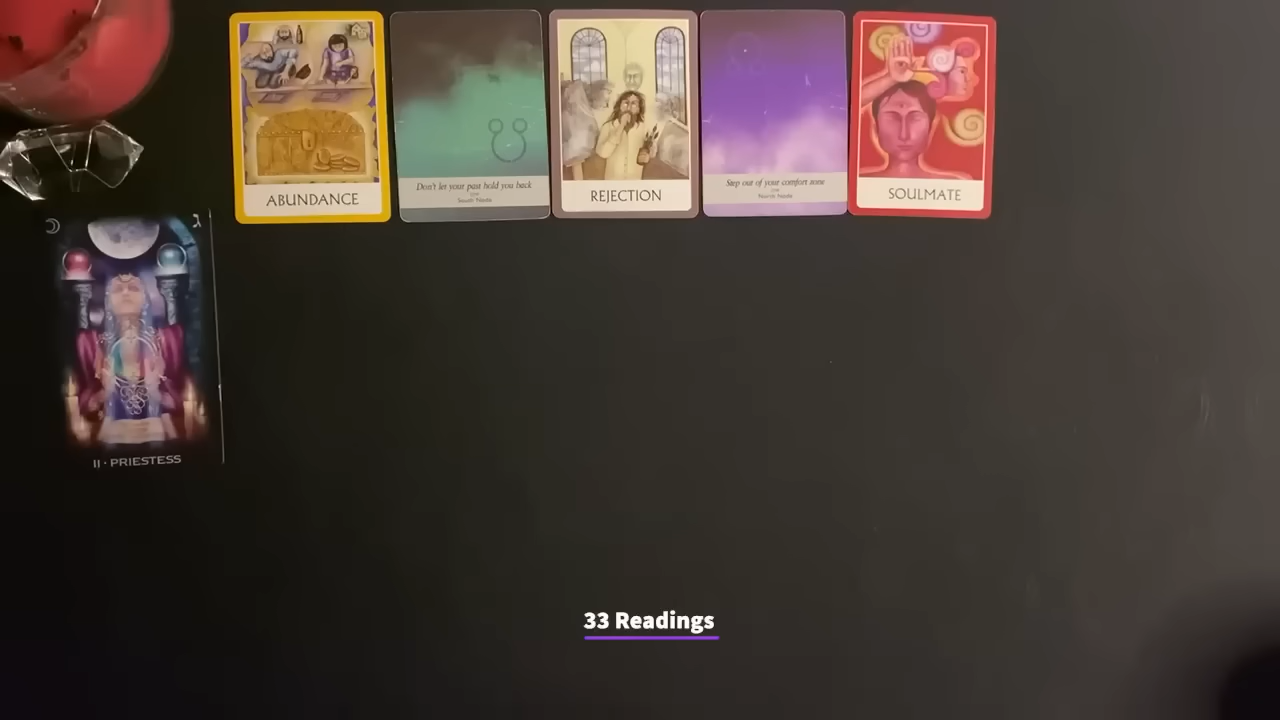 ABUNDANCE
Don't let your past hold you back
South Node
REJECTION
Step out of your comfort zone
North Node
SOULMATE
II · PRIESTESS
33 Readings